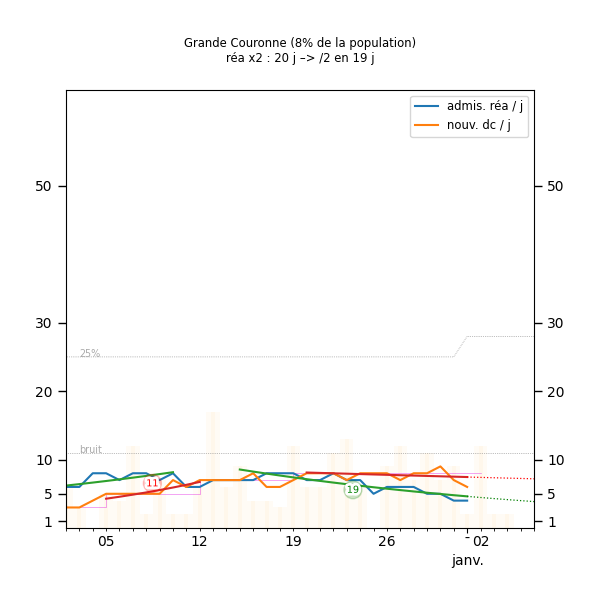 Grande Couronne (8% de la population)
réa x2 : 20 j –> /2 en 19 j
admis. réa / j
nouv. dc / j
50 50
30 30
25%
20 20
bruit
10 10
11 19
5 5
1 1
05 12 19 26 02
janv.